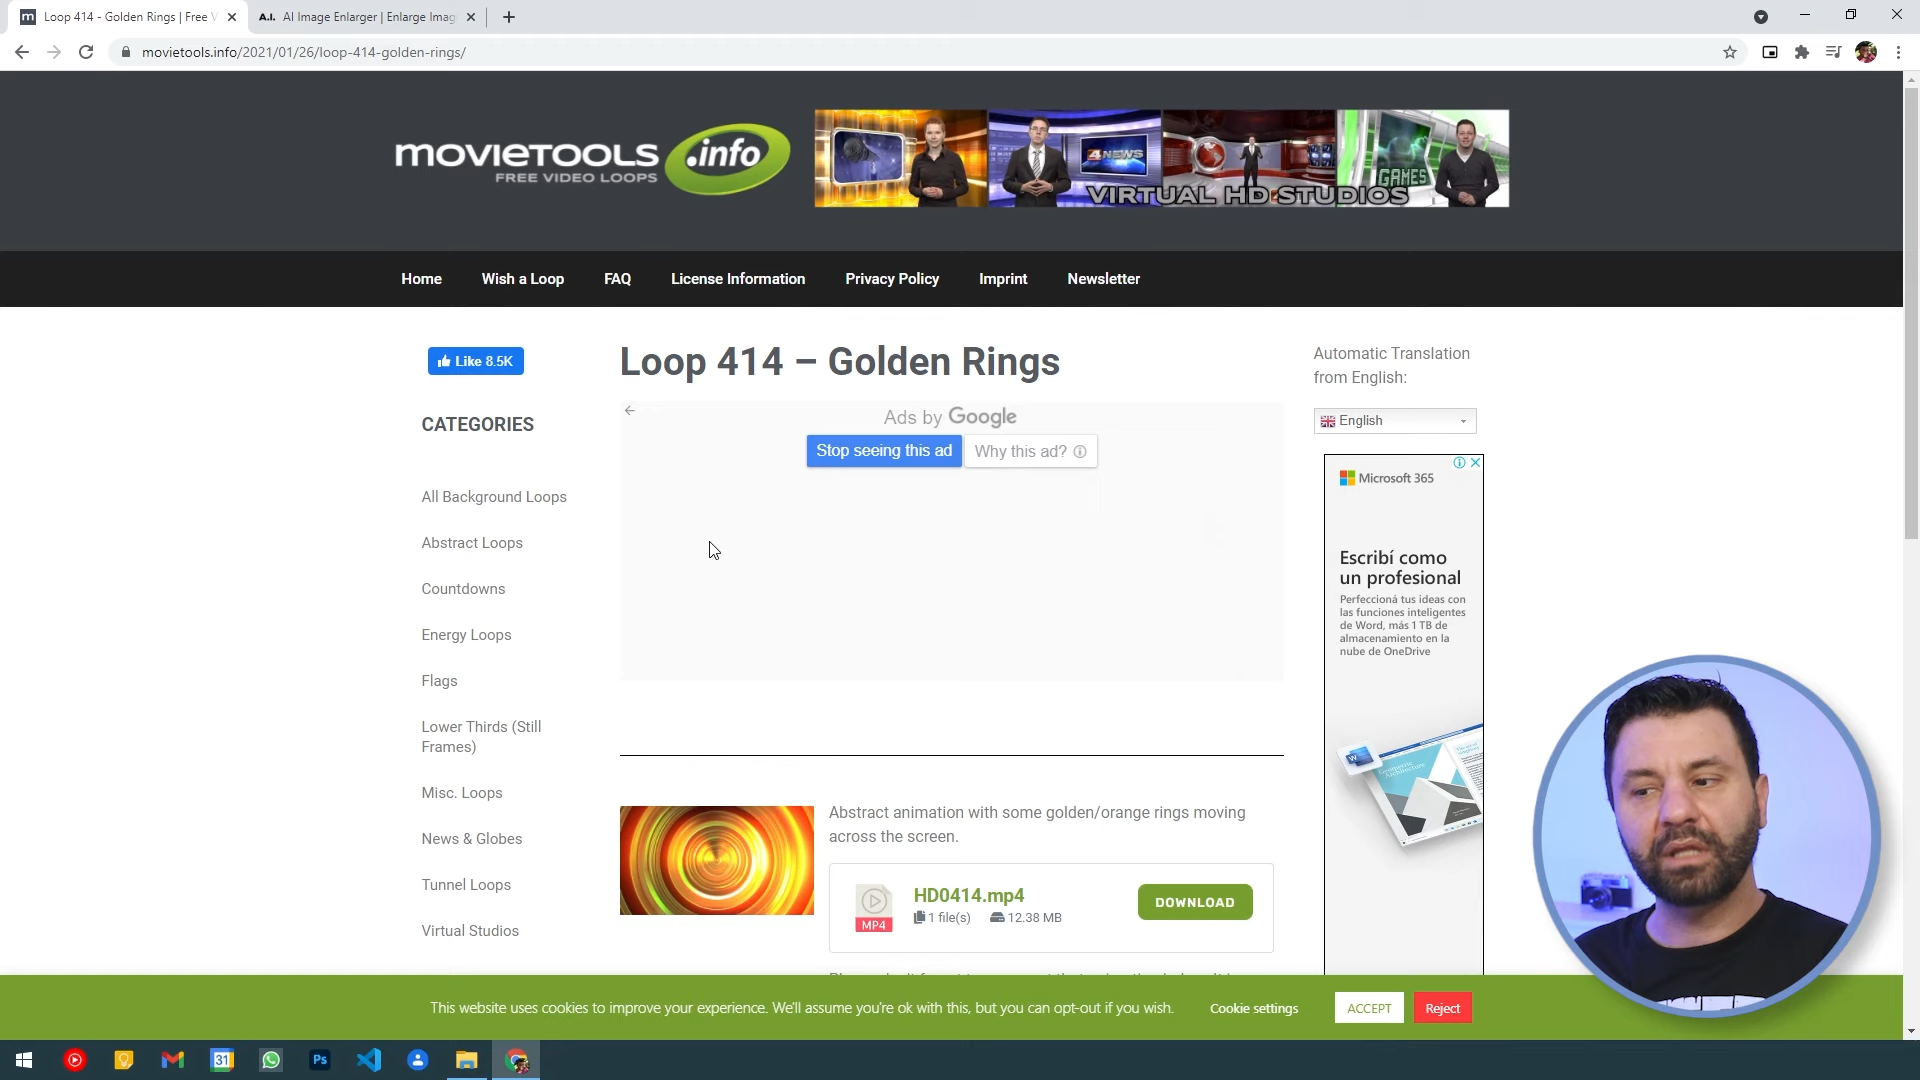 Loop 414 - Golden Rings | Free V
A.I. AI Image Enlarger | Enlarge Imag
movietools.info/2021/01/26/loop-414-golden-rings/
MOVIETOOLS .info
FREE VIDEO LOOPS
4 NEWS
GAMES
VIRTUAL HD STUDIOS
Home
Wish a Loop
FAQ
License Information
Privacy Policy
Imprint
Newsletter
Like 8.5K
CATEGORIES
All Background Loops
Abstract Loops
Countdowns
Energy Loops
Flags
Lower Thirds (Still
Frames)
Misc. Loops
News & Globes
Tunnel Loops
Virtual Studios
Loop 414 – Golden Rings
Ads by Google
Stop seeing this ad
Why this ad?
Abstract animation with some golden/orange rings moving
across the screen.
MP4
HD0414.mp4
1 file(s)
12.38 MB
DOWNLOAD
Automatic Translation
from English:
English
Microsoft 365
Escribí como
un profesional
Perfeccioná tus ideas con
las funciones inteligentes
de Word, más 1 TB de
almacenamiento en la
nube de OneDrive
W
This website uses cookies to improve your experience. We'll assume you're ok with this, but you can opt-out if you wish.
Cookie settings
ACCEPT
Reject
31
Ps